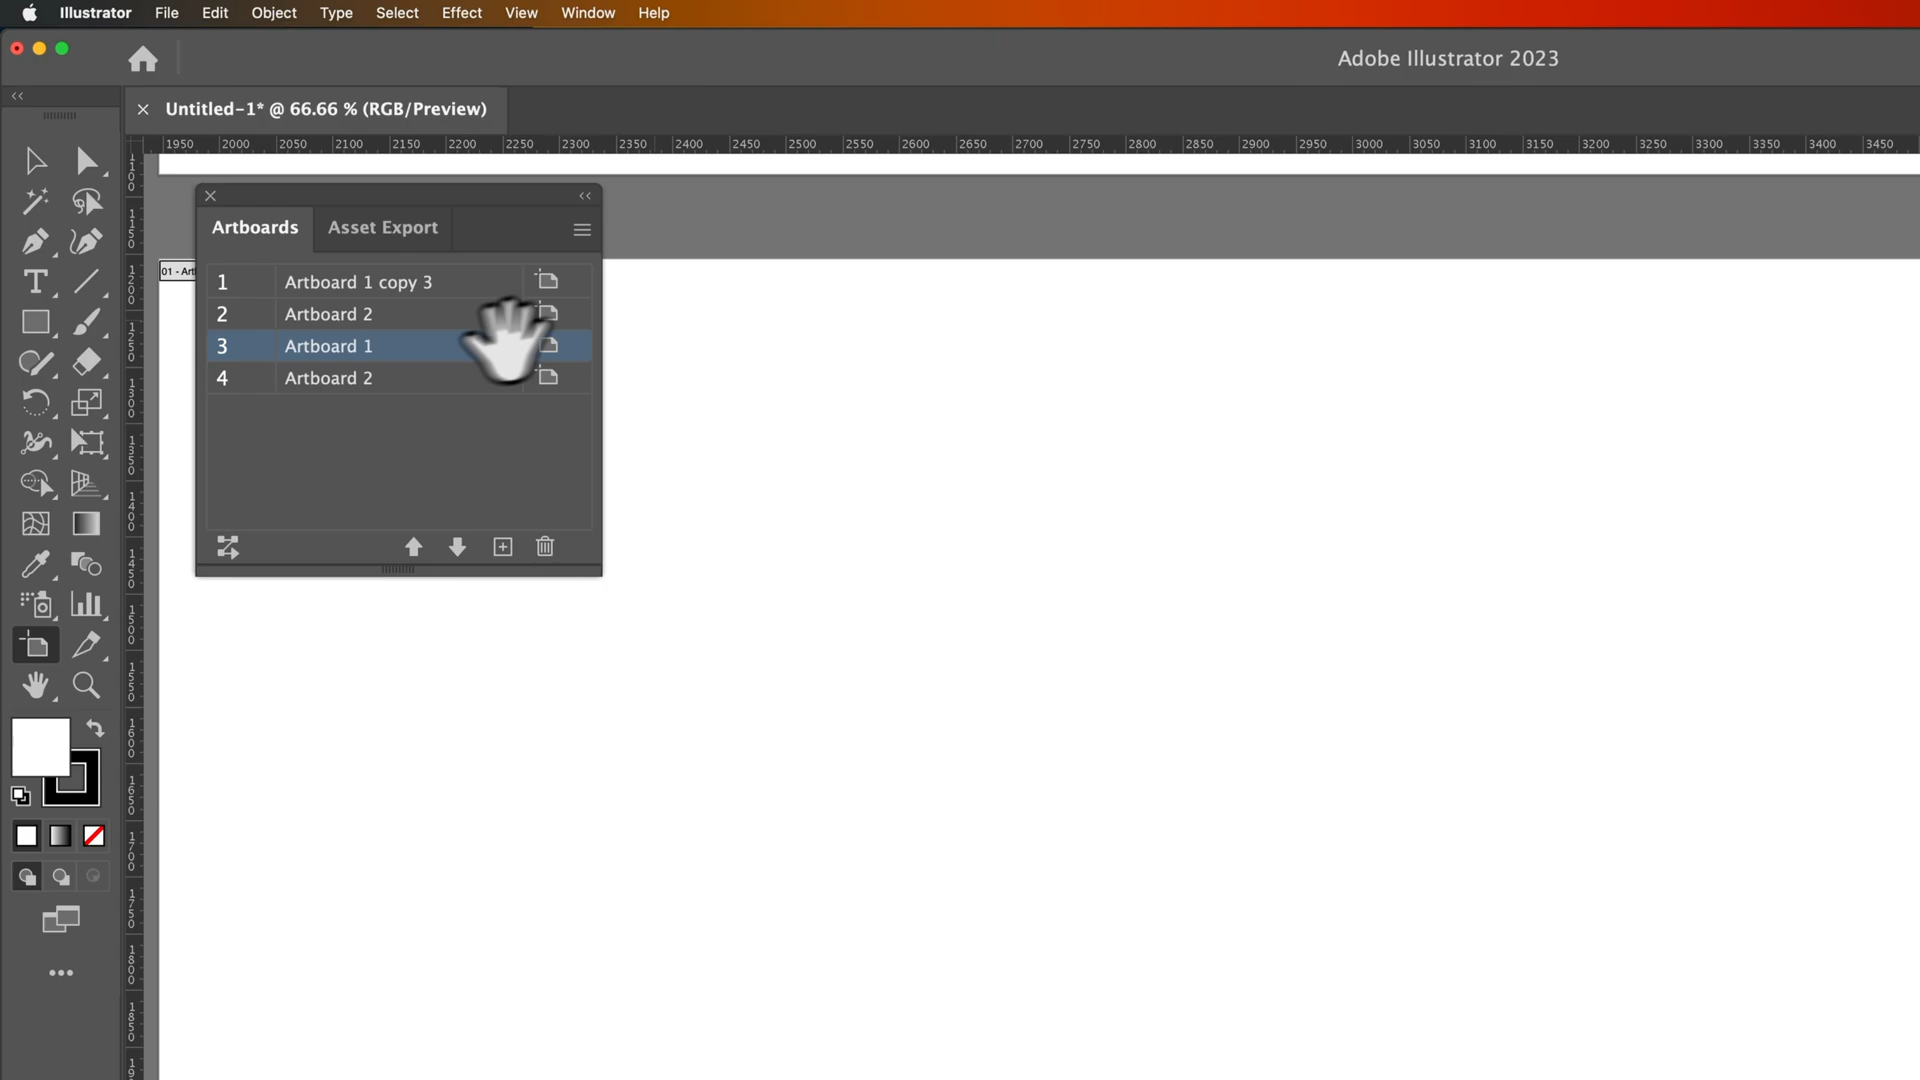 Illustrator File Edit Object Type Select Effect View Window Help
Adobe Illustrator 2023
Untitled-1* @ 66.66 % (RGB/Preview)
1950 2000 2050 2100 2150 2200 2250 2300 2350 2400 2450 2500 2550 2600 2650 2700 2750 2800 2850 2900 2950 3000 3050 3100 3150 3200 3250 3300 3350 3400 3450
1100
1150
1200
1250
1300
1350
1400
1450
1500
1550
1600
1650
1700
1750
1800
1850
Artboards Asset Export
01 - Art
1 Artboard 1 copy 3
2 Artboard 2
3 Artboard 1
4 Artboard 2